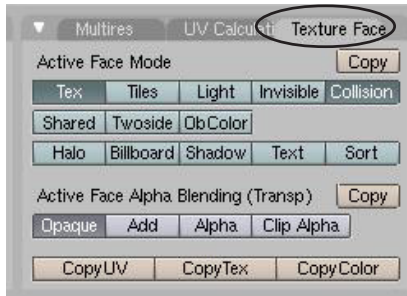 Multires UV Calcu Texture Face
Active Face Mode Copy
Tex Tiles Light Invisible Collision
Shared Twoside ObColor
Halo Billboard Shadow Text Sort
Active Face Alpha Blending (Transp) Copy
Opaque Add Alpha Clip Alpha
CopyUV CopyTex CopyColor